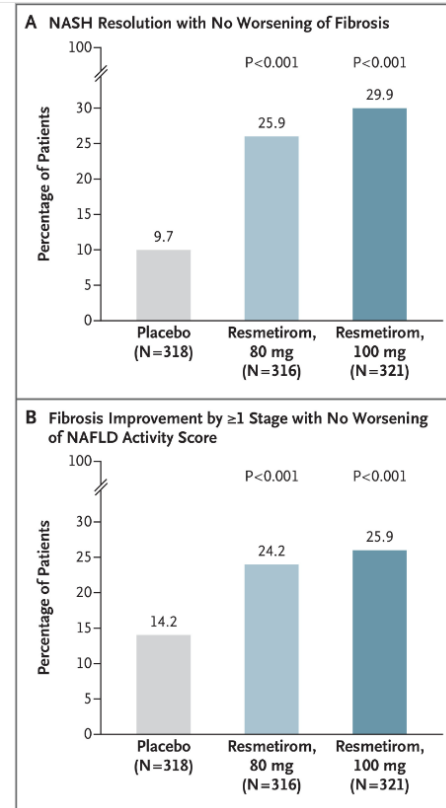 A NASH Resolution with No Worsening of Fibrosis
100
P<0.001 P<0.001
29.9
30
25.9
25
20
15
9.7
10
5
0
Percentage of Patients
Placebo Resmetirom, Resmetirom,
(N=318) 80 mg 100 mg
(N=316) (N=321)
B Fibrosis Improvement by ≥1 Stage with No Worsening
of NAFLD Activity Score
100
P<0.001 P<0.001
30
25.9
24.2
25
20
14.2
15
10
5
0
Percentage of Patients
Placebo Resmetirom, Resmetirom,
(N=318) 80 mg 100 mg
(N=316) (N=321)